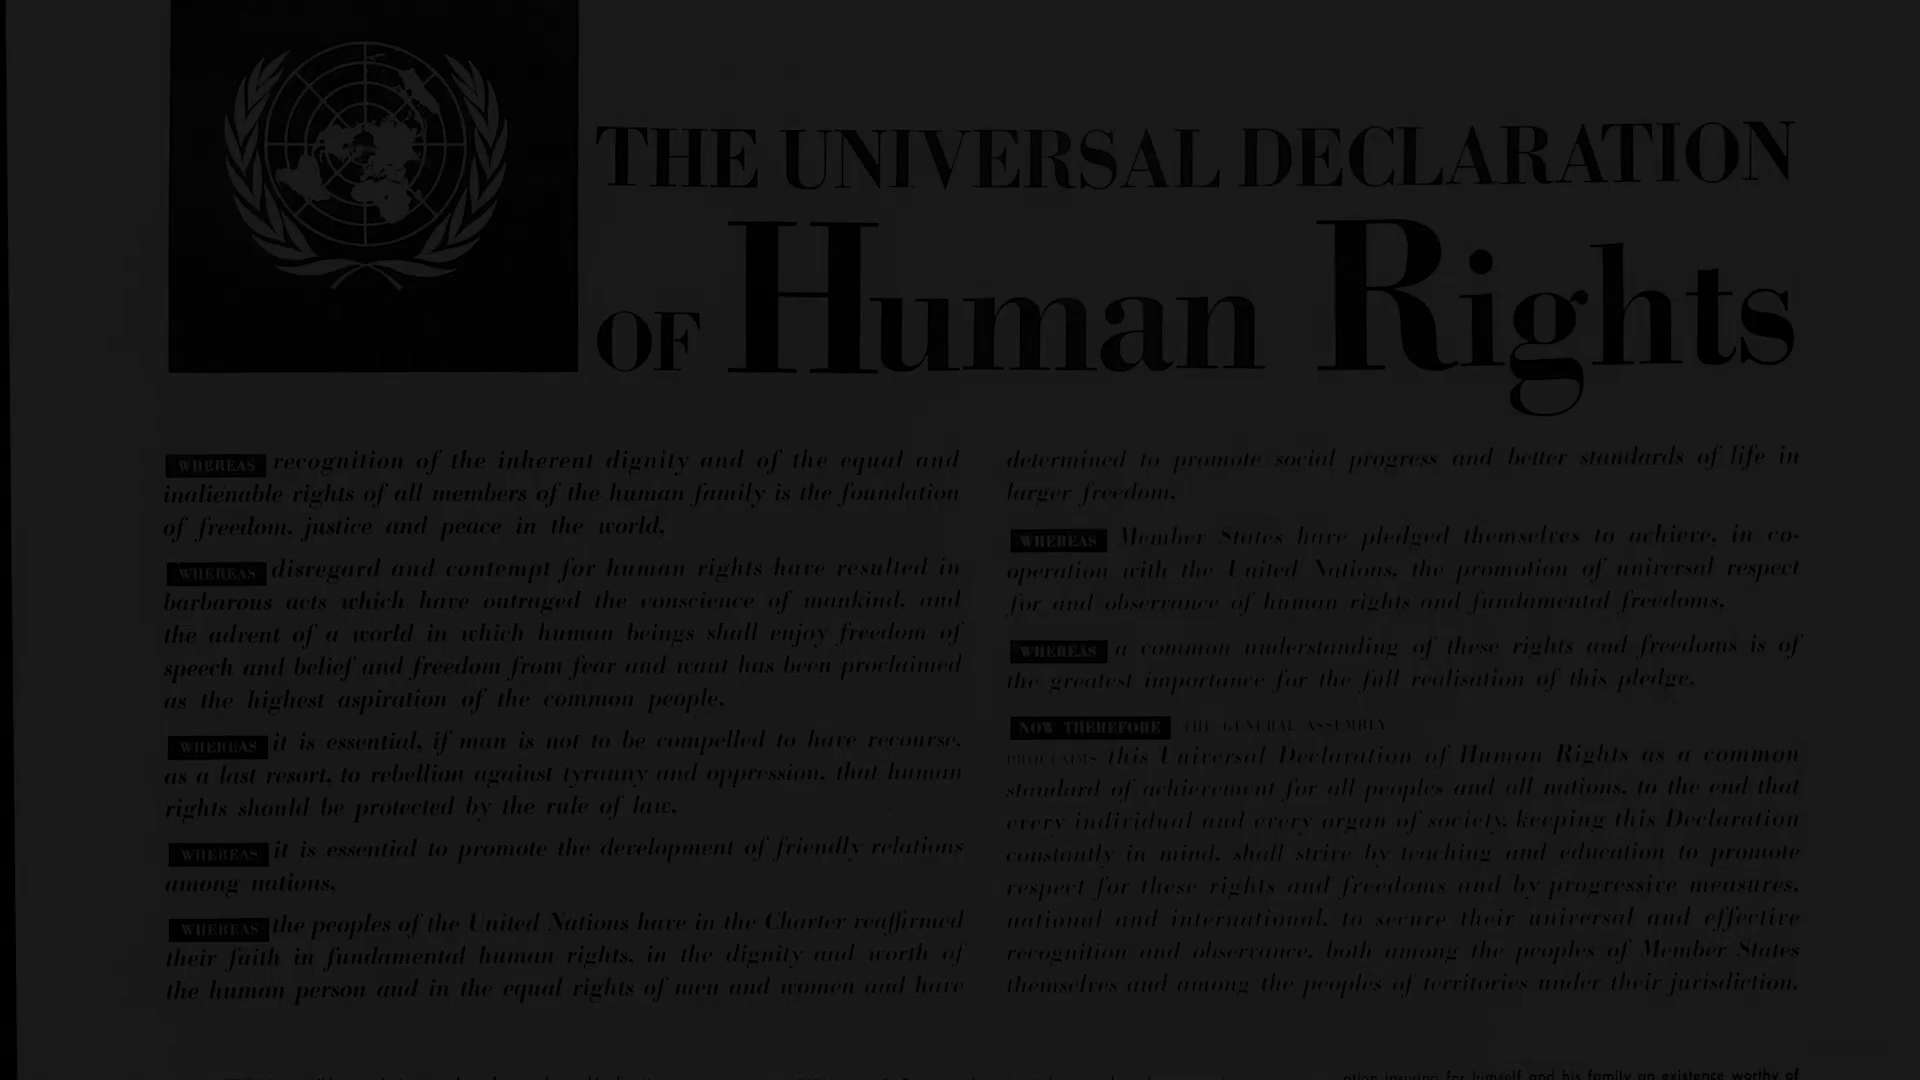 THE UNIVERSAL DECLARATION
OF Human Rights
WHEREAS recognition of the inherent dignity and of the equal and
inalienable rights of all members of the human family is the foundation
of freedom, justice and peace in the world,
WHEREAS disregard and contempt for human rights have resulted in
barbarous acts which have outraged the conscience of mankind, and
the advent of a world in which human beings shall enjoy freedom of
speech and belief and freedom from fear and want has been proclaimed
as the highest aspiration of the common people,
WHEREAS it is essential, if man is not to be compelled to have recourse,
as a last resort, to rebellion against tyranny and oppression, that human
rights should be protected by the rule of law,
WHEREAS it is essential to promote the development of friendly relations
among nations,
WHEREAS the peoples of the United Nations have in the Charter reaffirmed
their faith in fundamental human rights, in the dignity and worth of
the human person and in the equal rights of men and women and have
determined to promote social progress and better standards of life in
larger freedom,
WHEREAS Member States have pledged themselves to achieve, in co-
operation with the United Nations, the promotion of universal respect
for and observance of human rights and fundamental freedoms,
WHEREAS a common understanding of these rights and freedoms is of
the greatest importance for the full realisation of this pledge,
NOW THEREFORE THE GENERAL ASSEMBLY
PROCLAIMS this Universal Declaration of Human Rights as a common
standard of achievement for all peoples and all nations, to the end that
every individual and every organ of society, keeping this Declaration
constantly in mind, shall strive by teaching and education to promote
respect for these rights and freedoms and by progressive measures,
national and international, to secure their universal and effective
recognition and observance, both among the peoples of Member States
themselves and among the peoples of territories under their jurisdiction.
insuring for himself and his family an existence worthy of